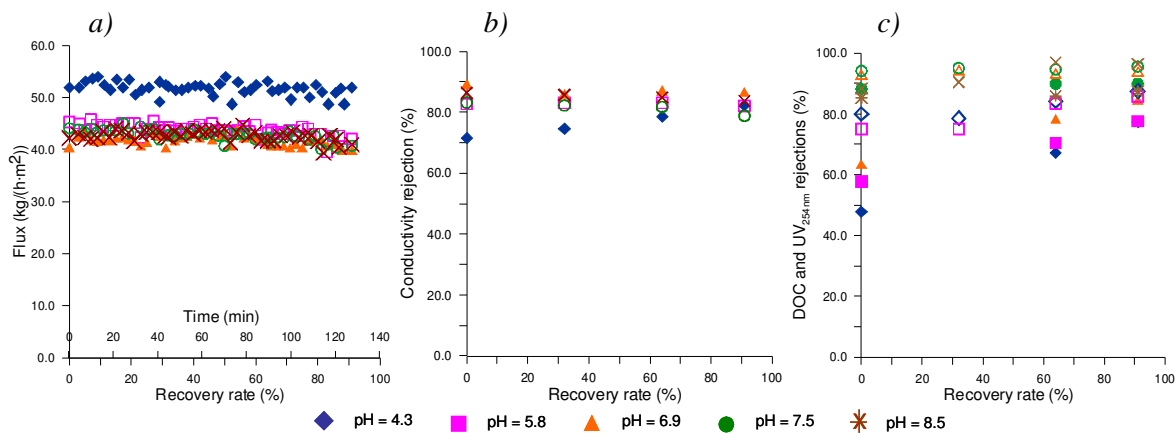 a)
60.0
50.0
40.0
30.0
20.0
10.0
0.0
Flux (kg/(h·m²))
Time (min)
0 20 40 60 80 100 120 140
0 20 40 60 80 100
Recovery rate (%)
b)
100.0
80.0
60.0
40.0
20.0
0.0
Conductivity rejection (%)
0 20 40 60 80 100
Recovery rate (%)
c)
100.0
80.0
60.0
40.0
20.0
0.0
DOC and UV254 nm rejections (%)
0 20 40 60 80 100
Recovery rate (%)
pH = 4.3 pH = 5.8 pH = 6.9 pH = 7.5 pH = 8.5